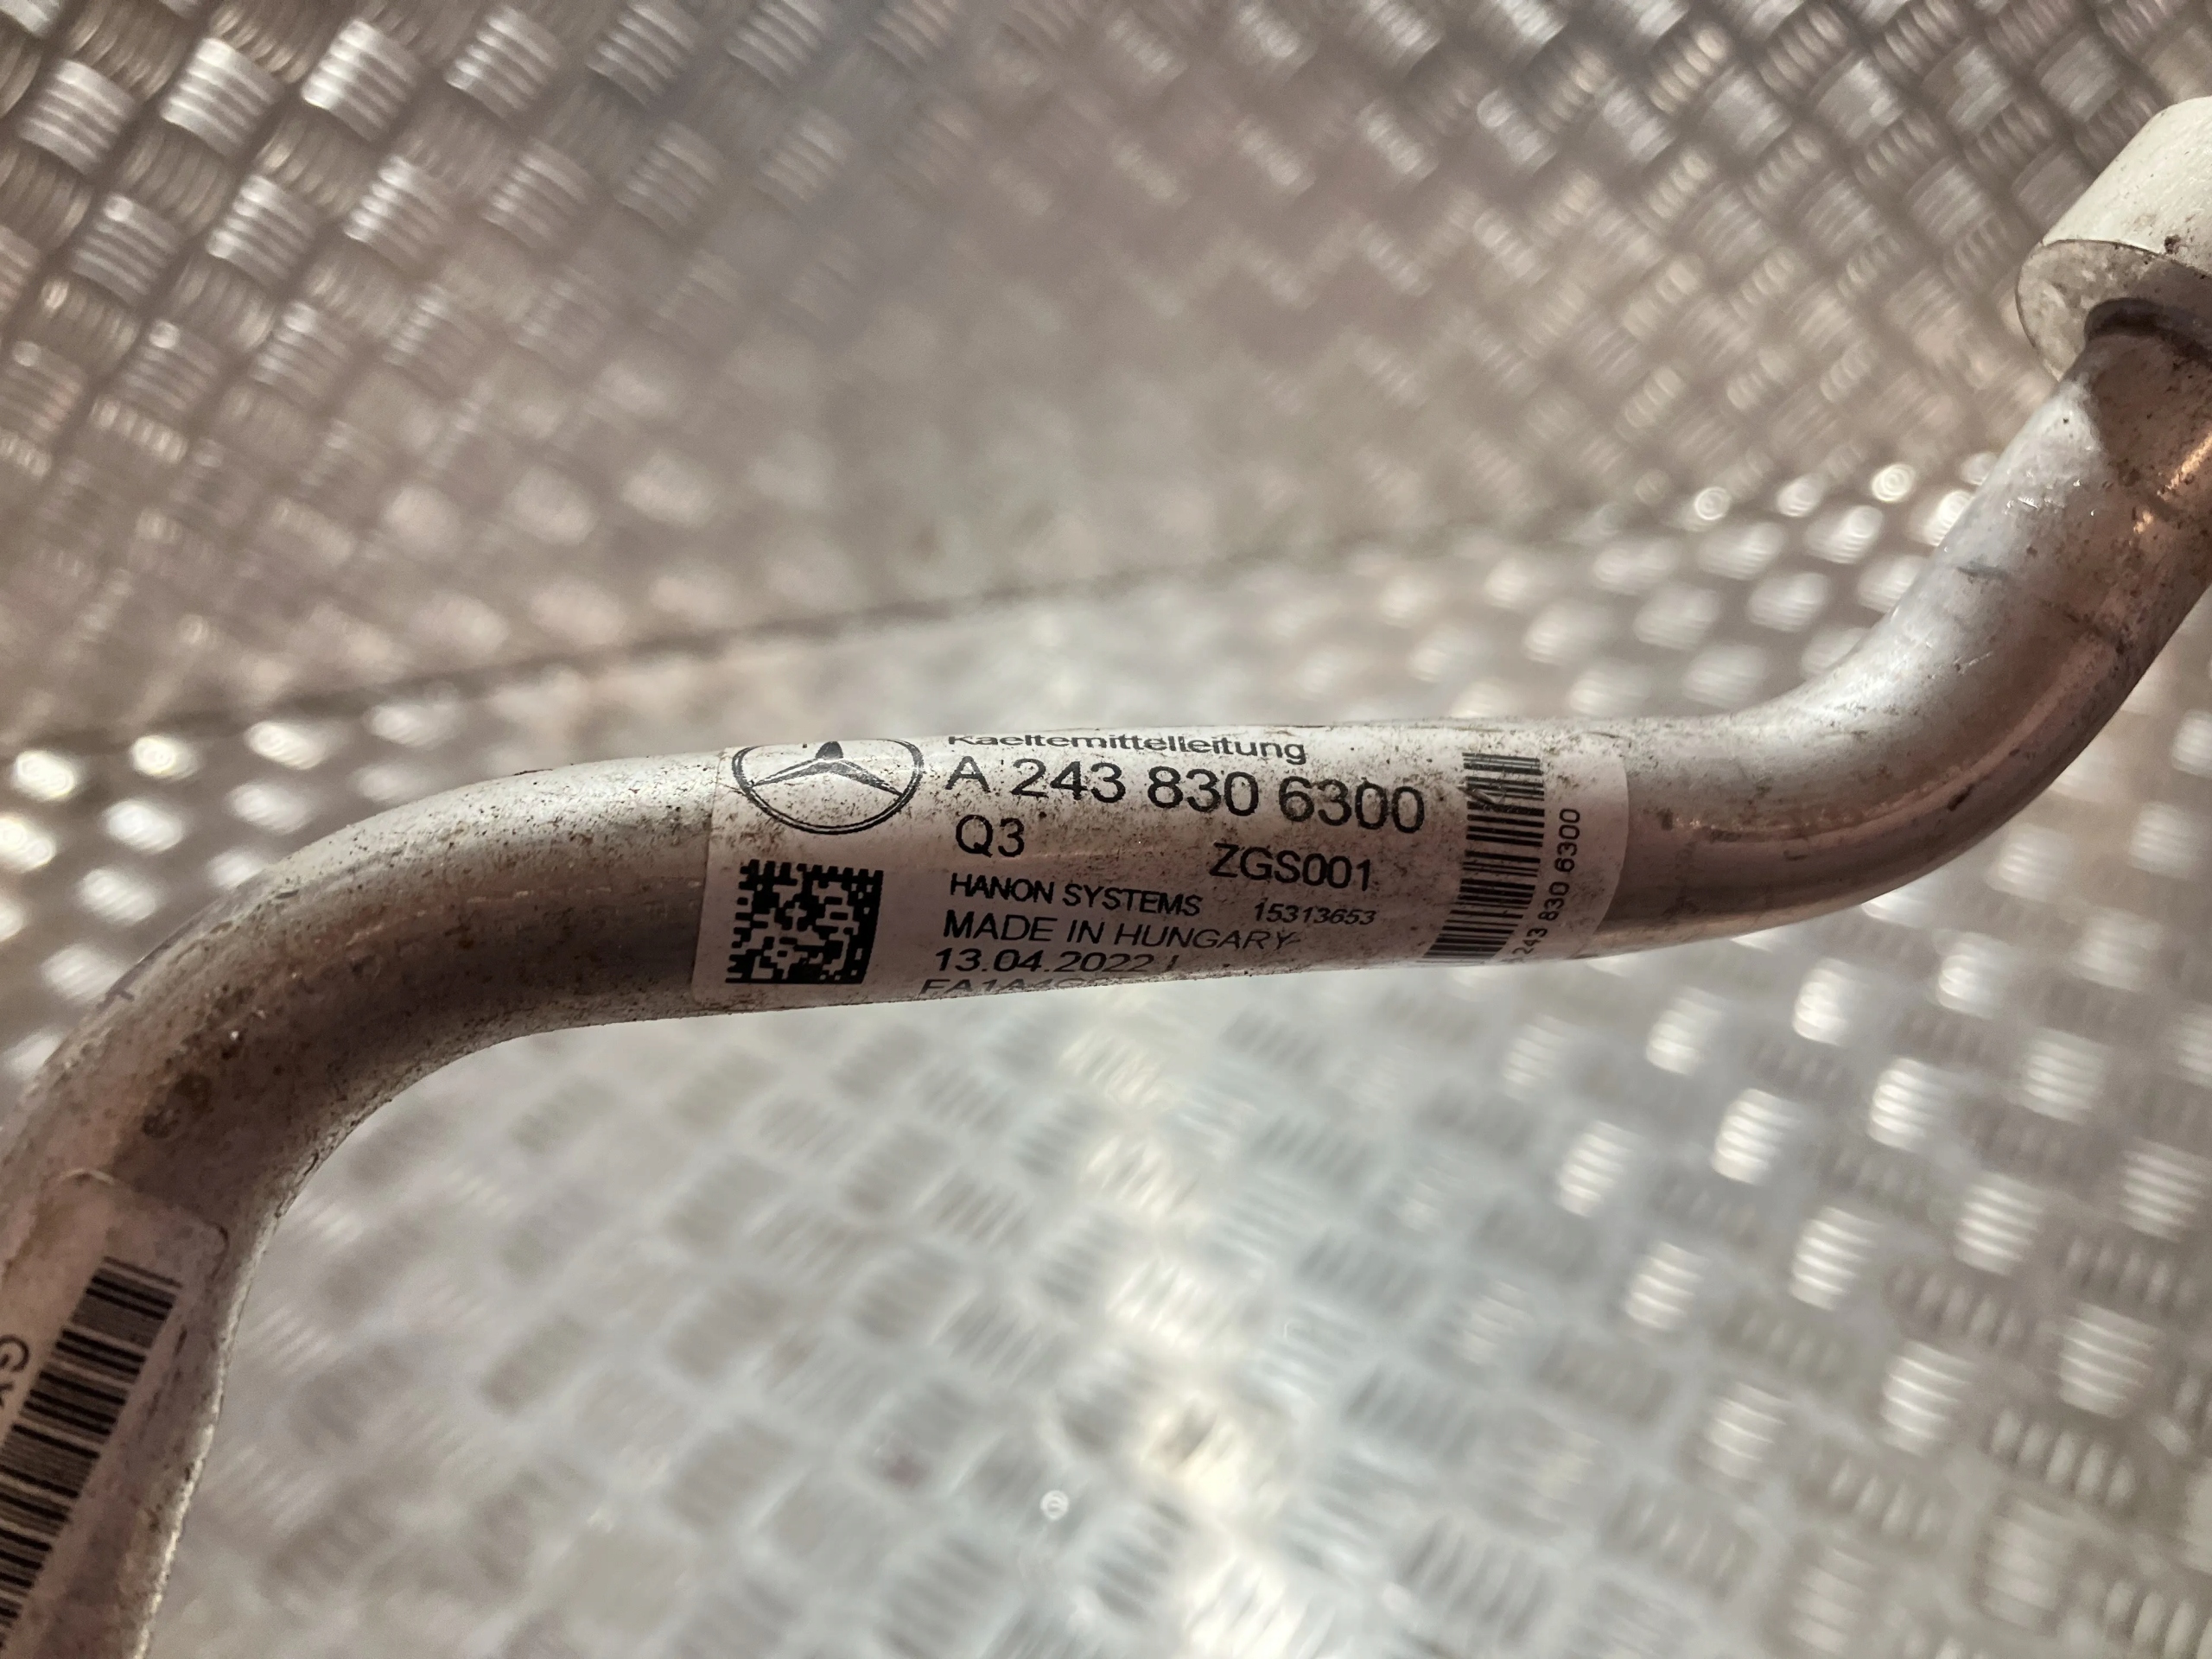 Kaeltemittelleitung
A 243 830 6300
Q3
ZGS001
HANON SYSTEMS 15313653
MADE IN HUNGARY
13.04.2022
243 830 6300